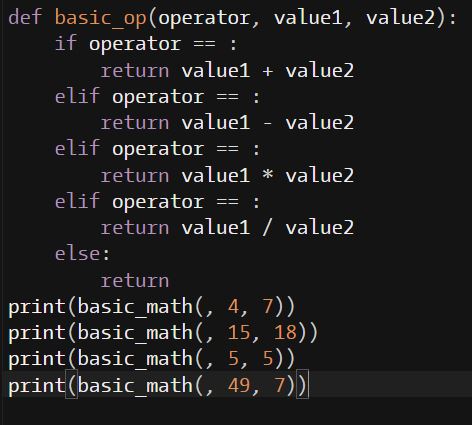 def basic_op(operator, value1, value2):
    if operator == :
        return value1 + value2
    elif operator == :
        return value1 - value2
    elif operator == :
        return value1 * value2
    elif operator == :
        return value1 / value2
    else:
        return
print(basic_math(, 4, 7))
print(basic_math(, 15, 18))
print(basic_math(, 5, 5))
print(basic_math(, 49, 7))